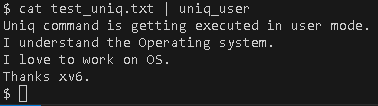 $ cat test_uniq.txt | uniq_user
Uniq command is getting executed in user mode.
I understand the Operating system.
I love to work on OS.
Thanks xv6.
$